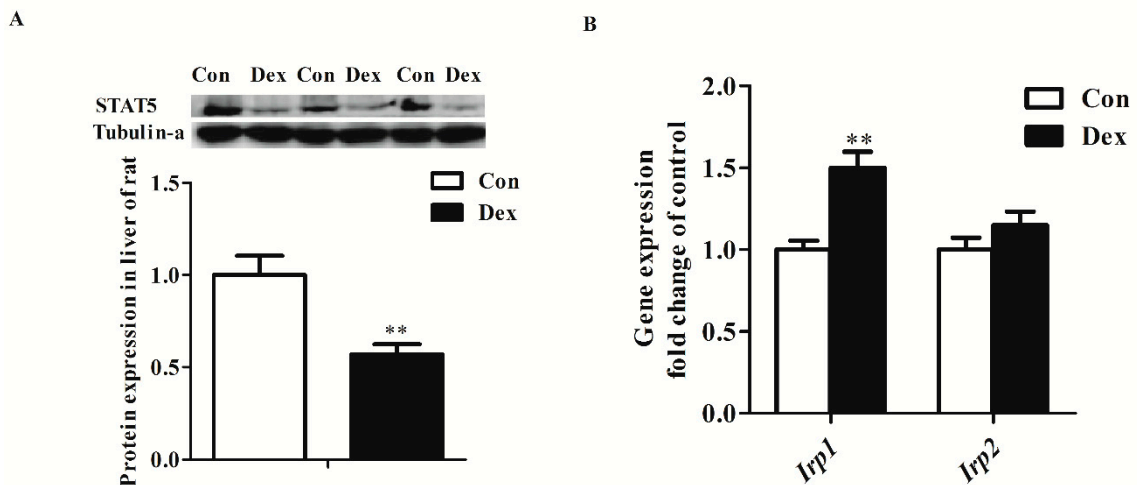 A
Con Dex Con Dex Con Dex
STAT5
Tubulin-a
Protein expression in liver of rat
1.5
1.0
0.5
0.0
Con
Dex
**
B
Gene expression
fold change of control
2.0
1.5
1.0
0.5
0.0
Con
Dex
**
Irp1
Irp2